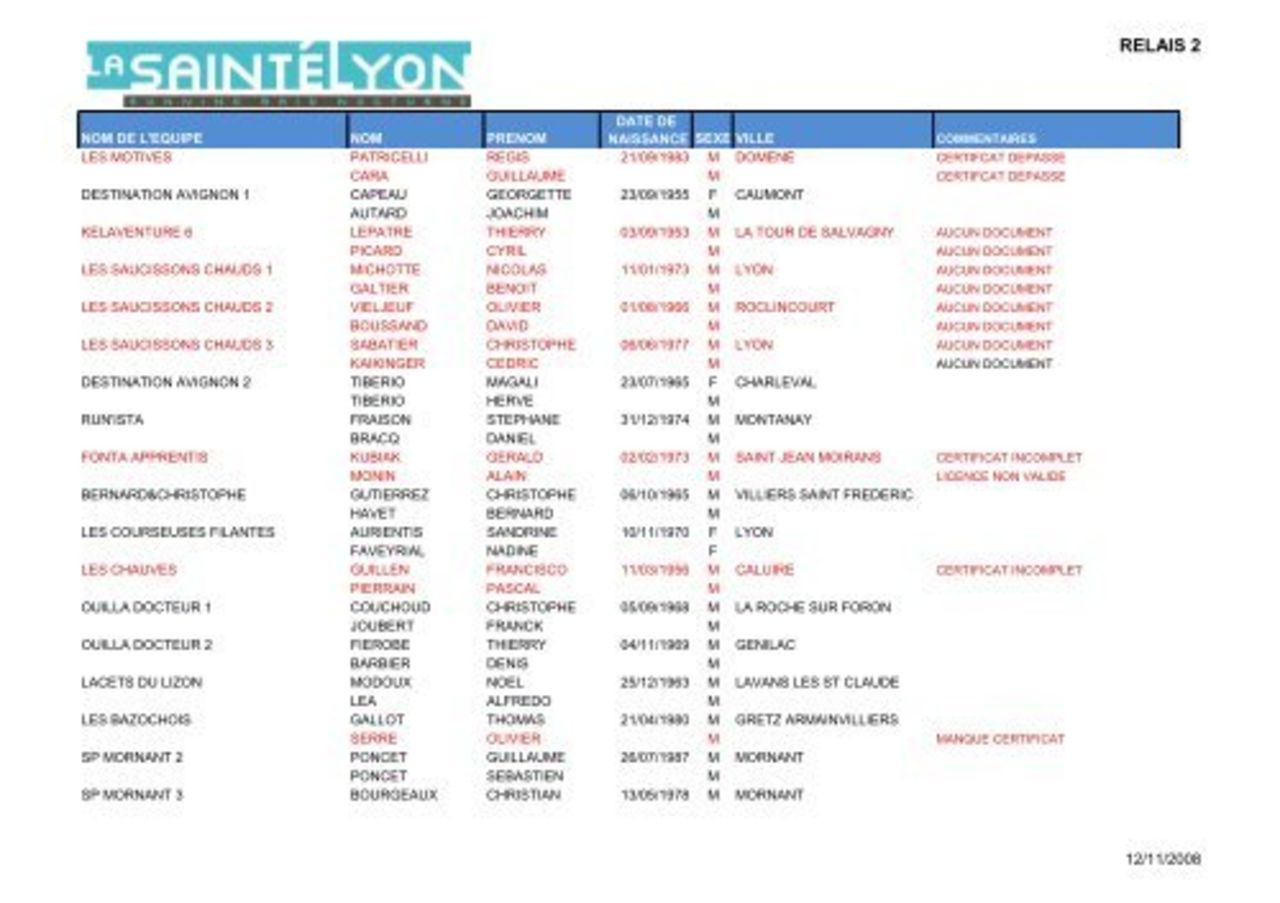 RELAIS 2
LA SAINTÉLYON
RUNNING RAID NOCTURNE
NOM DE L'EQUIPE NOM PRENOM DATE DE NAISSANCE SEXE VILLE COMMENTAIRES
LES MOTIVES PATRICELLI REGIS 21/09/1983 M DOMENE CERTIFCAT DEPASSE
CARA GUILLAUME M CERTIFCAT DEPASSE
DESTINATION AVIGNON 1 CAPEAU GEORGETTE 23/09/1955 F CAUMONT
AUTARD JOACHIM M
KELAVENTURE 6 LEPATRE THIERRY 03/09/1953 M LA TOUR DE SALVAGNY AUCUN DOCUMENT
PICARD CYRIL M AUCUN DOCUMENT
LES SAUCISSONS CHAUDS 1 MICHOTTE NICOLAS 11/01/1973 M LYON AUCUN DOCUMENT
GALTIER BENOIT M AUCUN DOCUMENT
LES SAUCISSONS CHAUDS 2 VIELJEUF OLIVIER M ROCLINCOURT AUCUN DOCUMENT
BOUSSAND DAVID M AUCUN DOCUMENT
LES SAUCISSONS CHAUDS 3 SABATIER CHRISTOPHE M LYON AUCUN DOCUMENT
KAIKINGER CEDRIC M AUCUN DOCUMENT
DESTINATION AVIGNON 2 TIBERIO MAGALI 23/07/1965 F CHARLEVAL
TIBERIO HERVE M
RUN'ISTA FRAISON STEPHANE 31/12/1974 M MONTANAY
BRACQ DANIEL M
FONTA APPRENTIS KUBIAK GERALD 02/02/1973 M SAINT JEAN MOIRANS CERTIFICAT INCOMPLET
MONIN ALAIN M LICENCE NON VALIDE
BERNARD&CHRISTOPHE GUTIERREZ CHRISTOPHE 06/10/1965 M VILLIERS SAINT FREDERIC
HAVET BERNARD M
LES COURSEUSES FILANTES AURIENTIS SANDRINE 10/11/1970 F LYON
FAVEYRIAL NADINE F
LES CHAUVES GUILLEN FRANCISCO 11/03/1956 M CALUIRE CERTIFICAT INCOMPLET
PIERRAIN PASCAL M
OUILLA DOCTEUR 1 COUCHOUD CHRISTOPHE 05/09/1968 M LA ROCHE SUR FORON
JOUBERT FRANCK M
OUILLA DOCTEUR 2 FIEROBE THIERRY 04/11/1969 M GENILAC
BARBIER DENIS M
LACETS DU LIZON MODOUX NOEL 25/12/1963 M LAVANS LES ST CLAUDE
LEA ALFREDO M
LES BAZOCHOIS GALLOT THOMAS 21/04/1980 M GRETZ ARMAINVILLIERS
SERRE OLIVIER M MANQUE CERTIFICAT
SP MORNANT 2 PONCET GUILLAUME 26/07/1987 M MORNANT
PONCET SEBASTIEN M
SP MORNANT 3 BOURGEAUX CHRISTIAN 13/05/1978 M MORNANT
12/11/2008